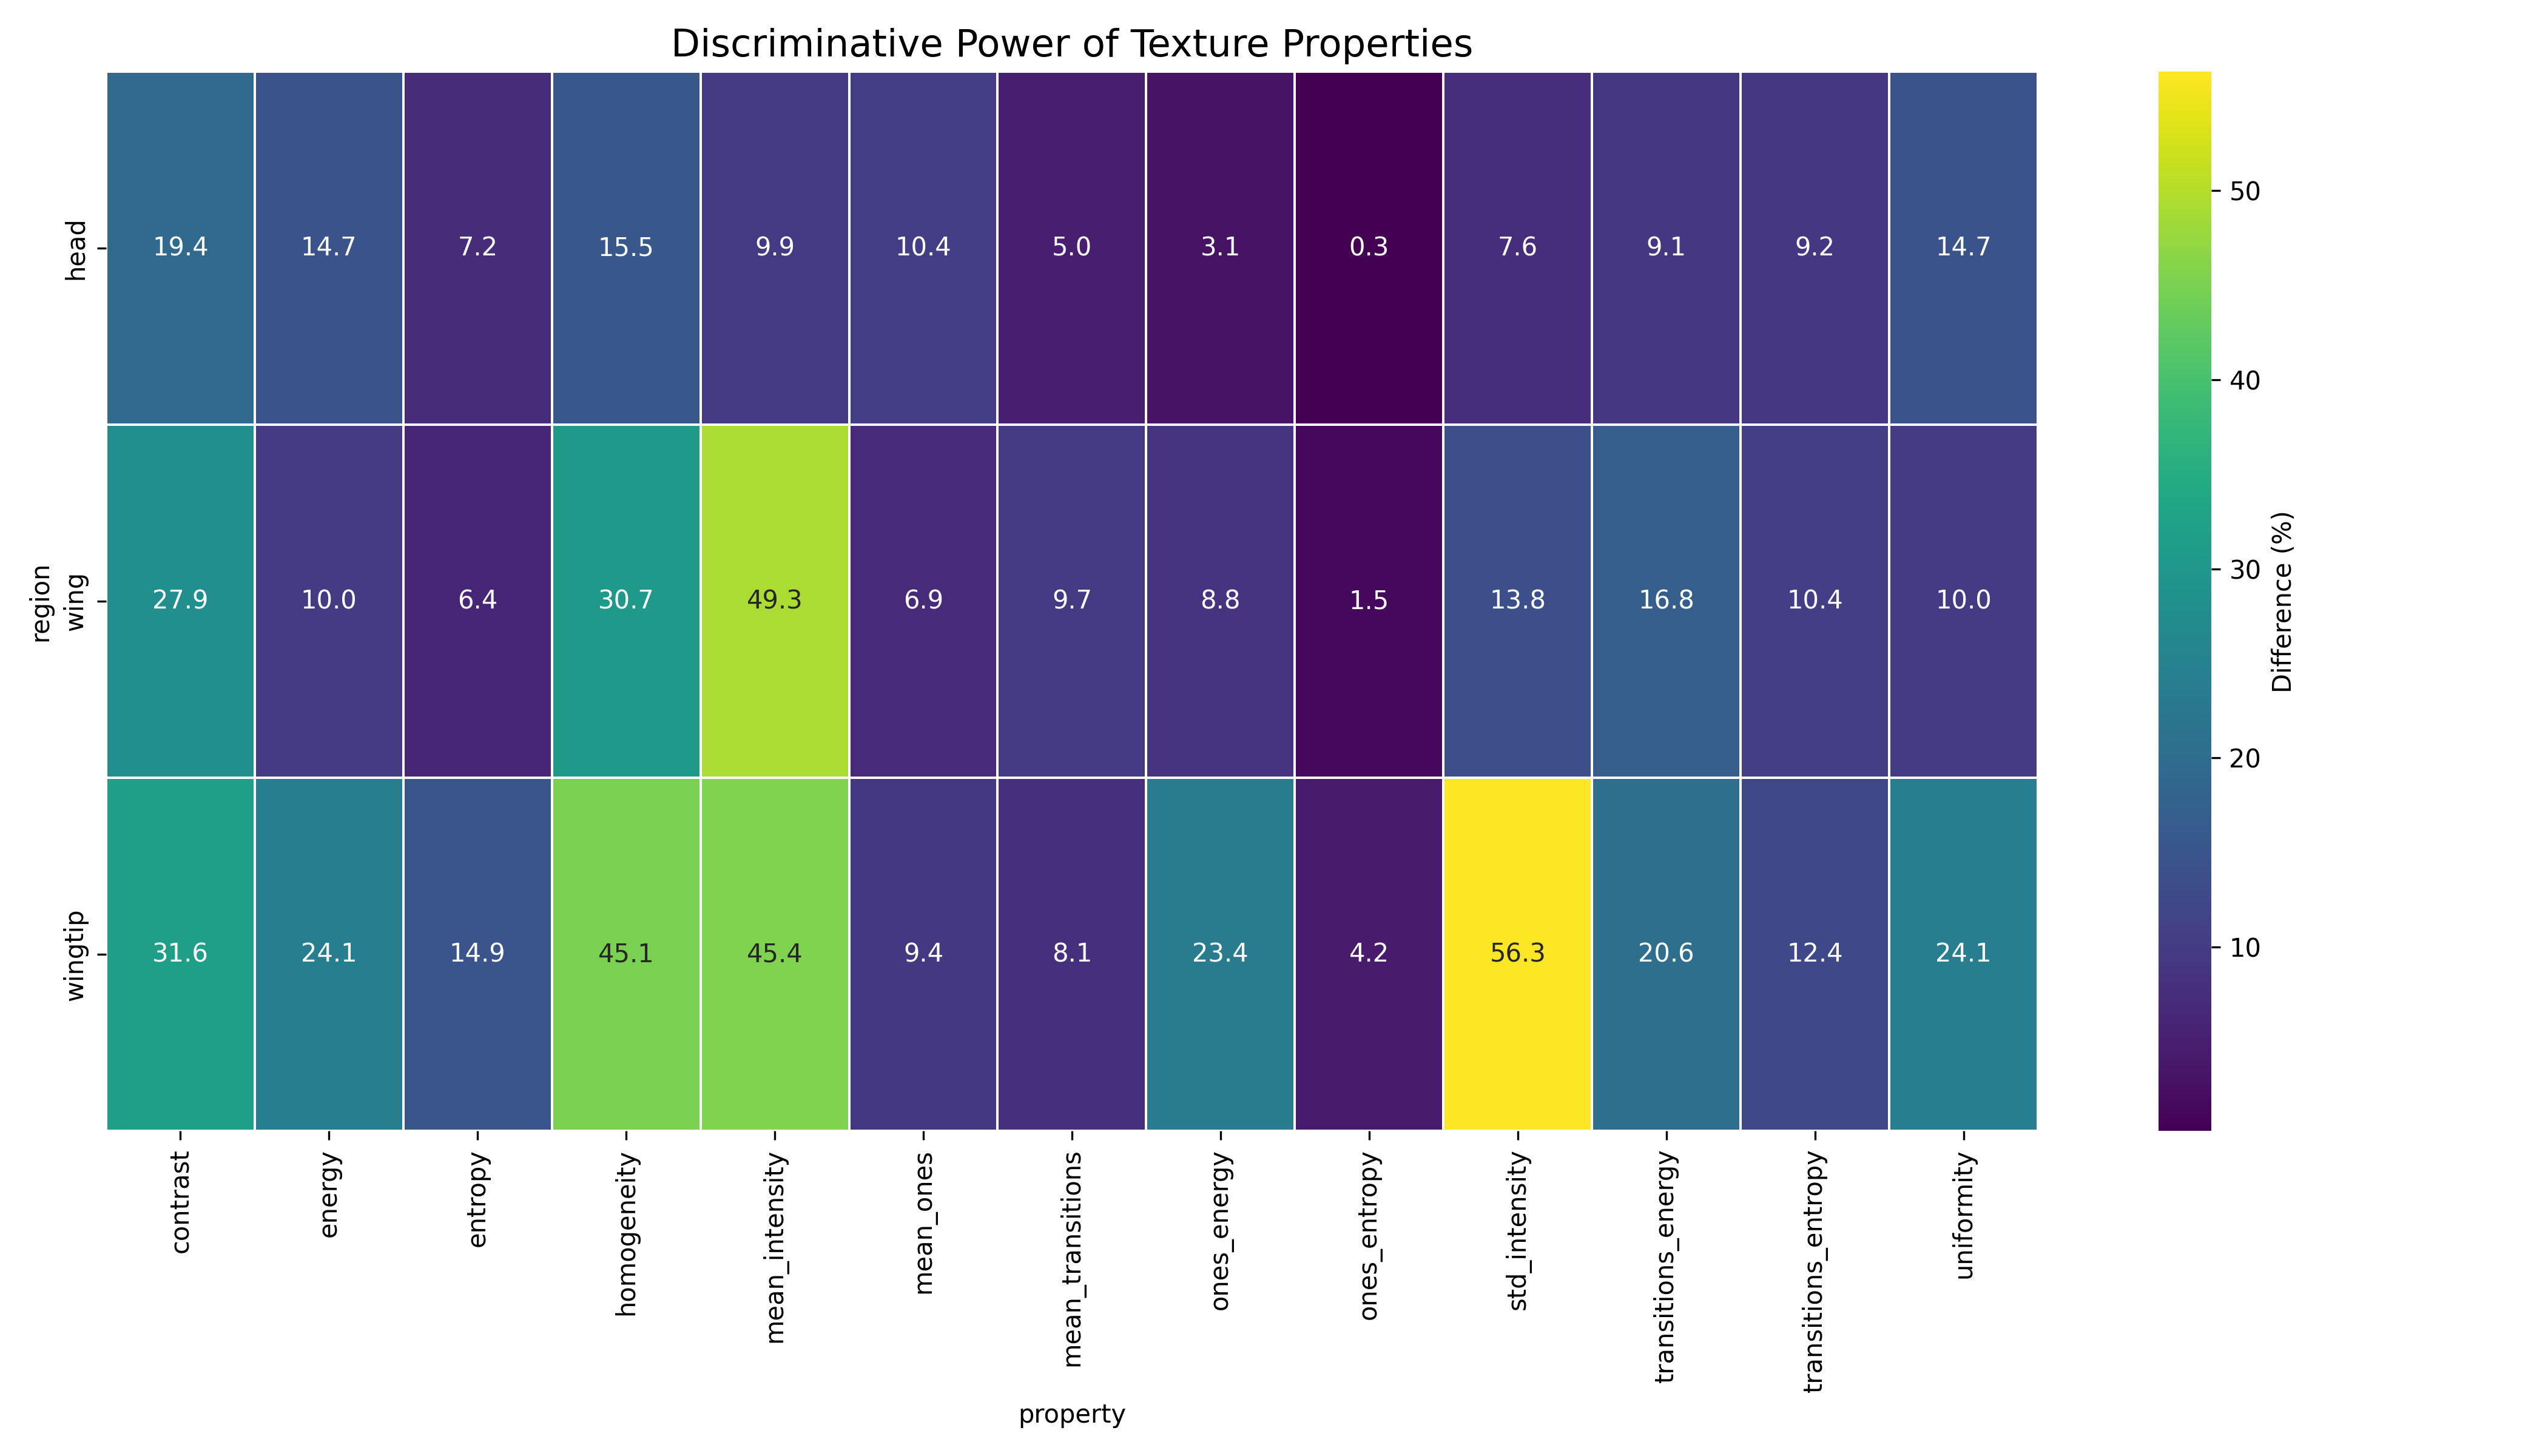 Discriminative Power of Texture Properties
region
head
19.4 14.7 7.2 15.5 9.9 10.4 5.0 3.1 0.3 7.6 9.1 9.2 14.7
wing
27.9 10.0 6.4 30.7 49.3 6.9 9.7 8.8 1.5 13.8 16.8 10.4 10.0
wingtip
31.6 24.1 14.9 45.1 45.4 9.4 8.1 23.4 4.2 56.3 20.6 12.4 24.1
contrast
energy
entropy
homogeneity
mean_intensity
mean_ones
mean_transitions
ones_energy
ones_entropy
std_intensity
transitions_energy
transitions_entropy
uniformity
property
50
40
30
20
10
Difference (%)